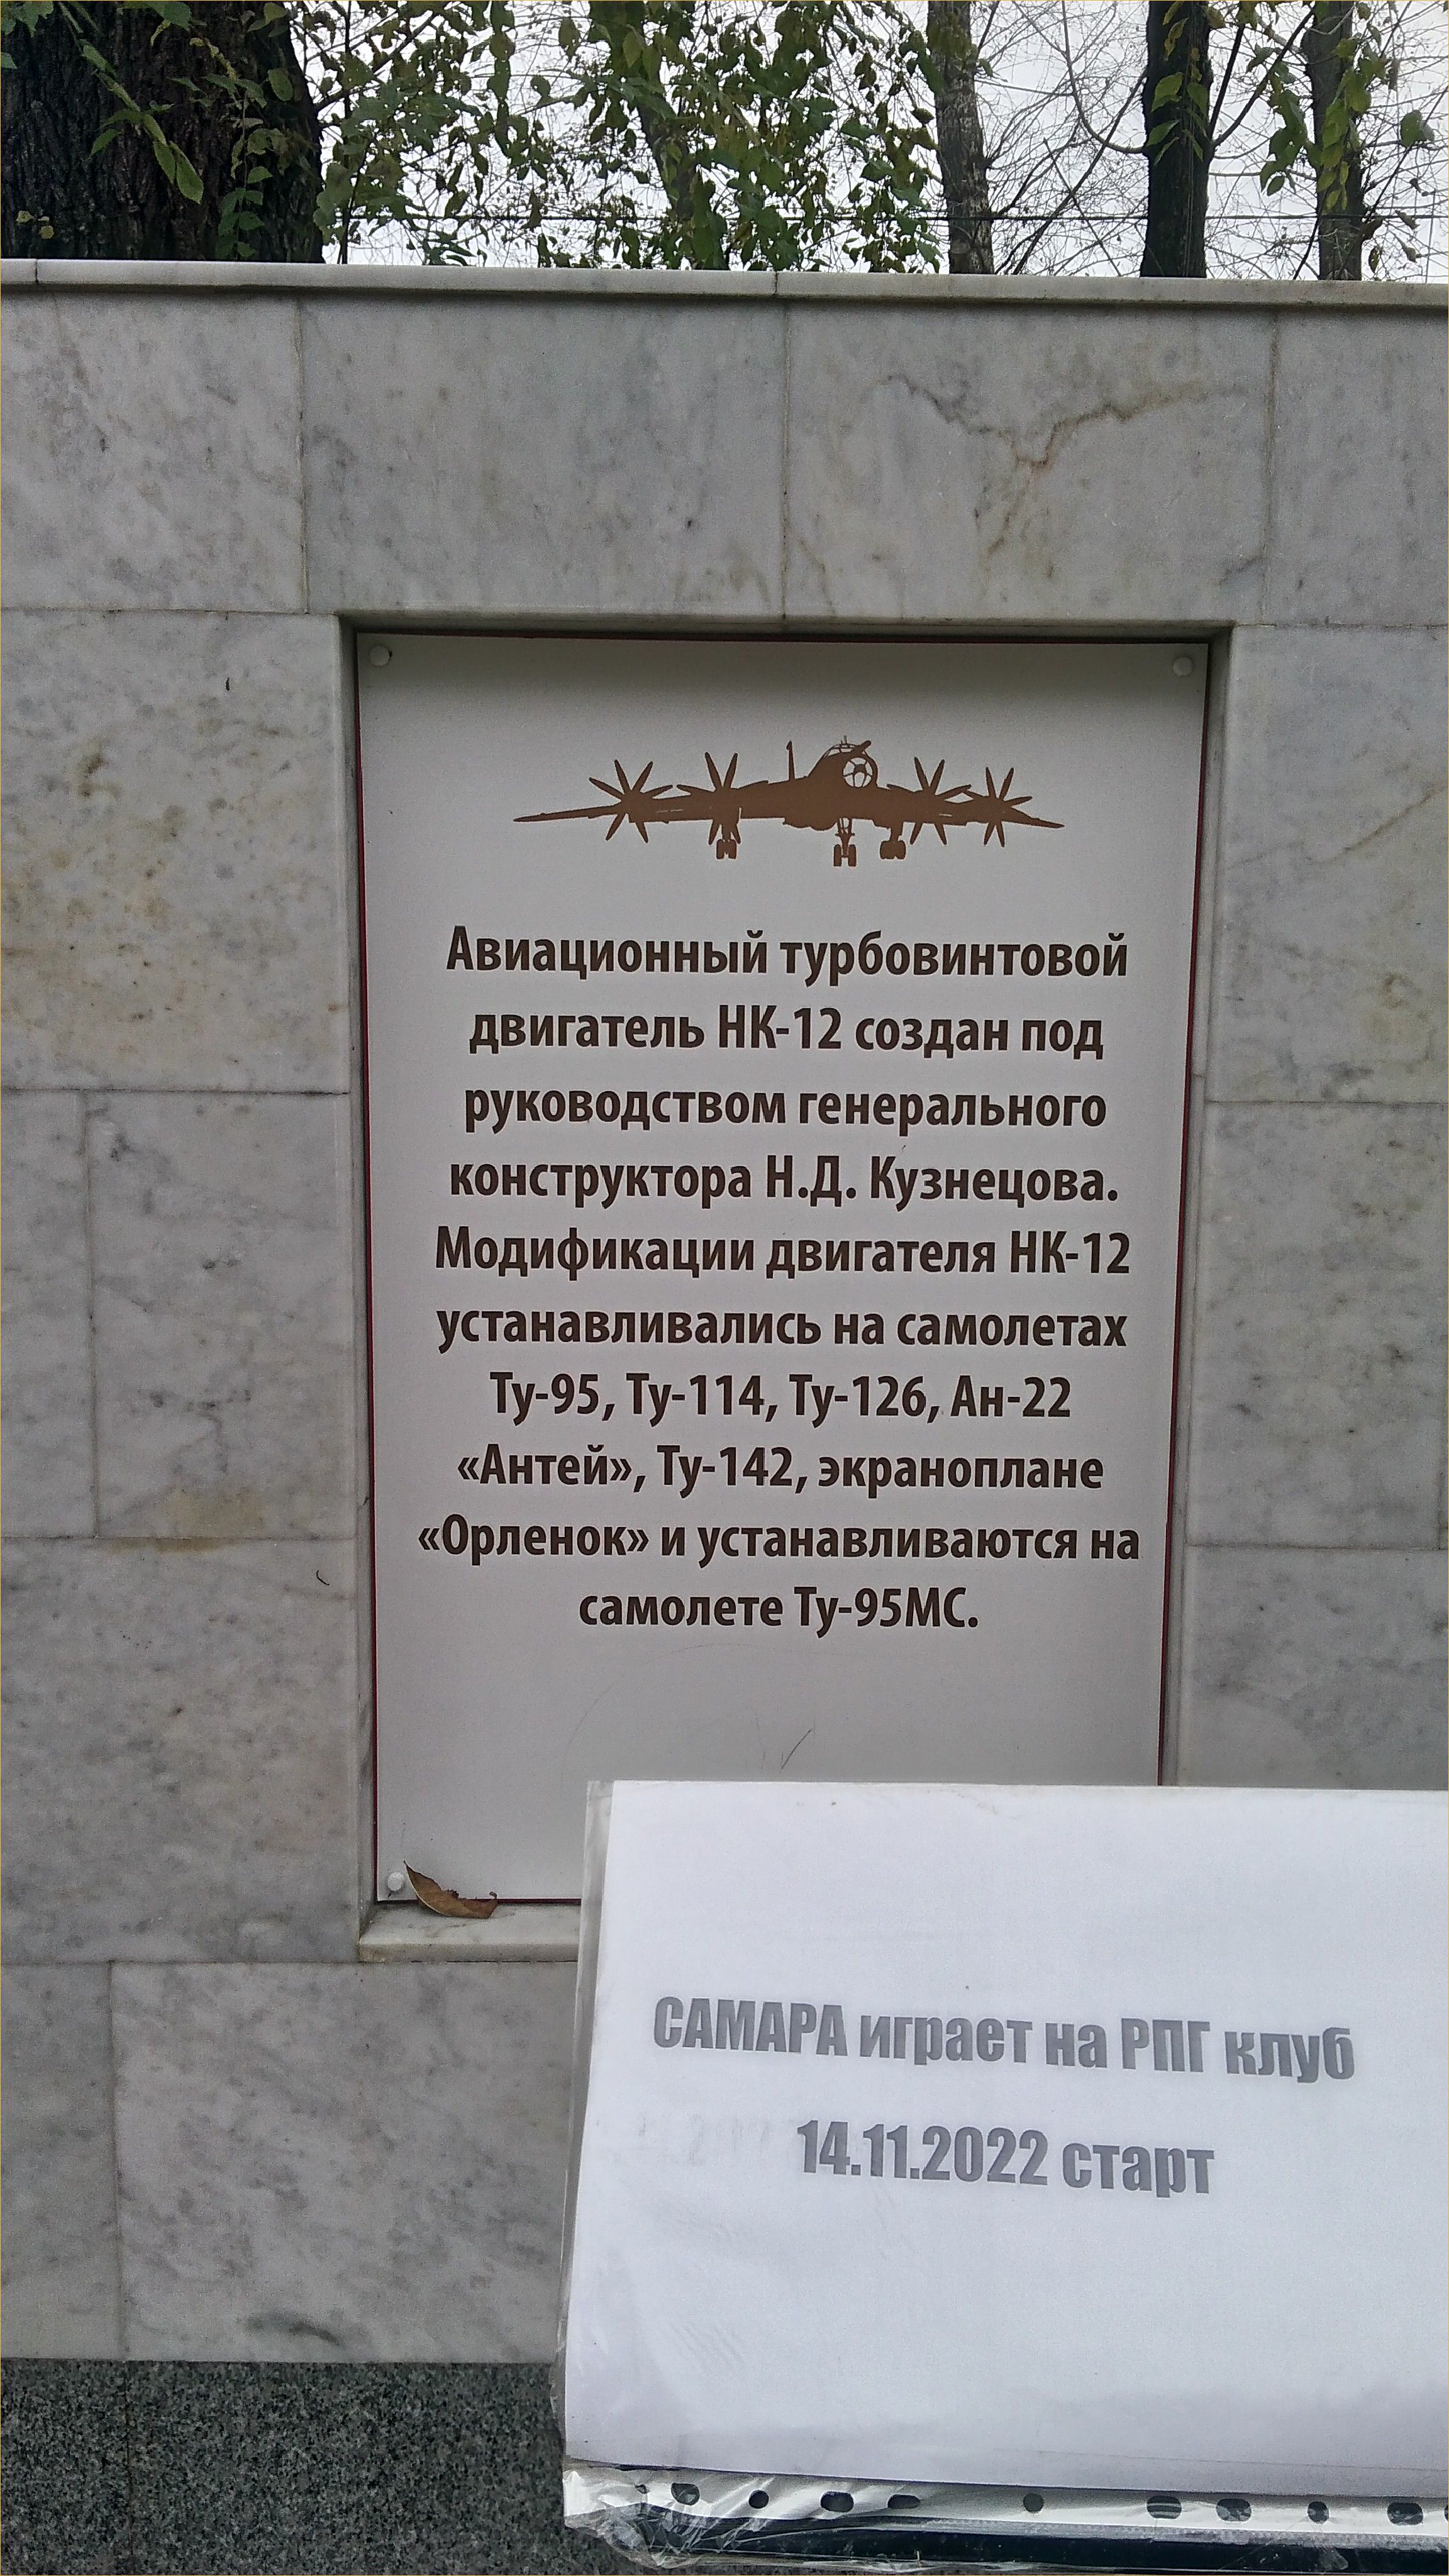 Авиационный турбовинтовой
двигатель НК-12 создан под
руководством генерального
конструктора Н.Д. Кузнецова.
Модификации двигателя НК-12
устанавливались на самолетах
Ту-95, Ту-114, Ту-126, Ан-22
«Антей», Ту-142, экраноплане
«Орленок» и устанавливаются на
самолете Ту-95МС.
САМАРА играет на РПГ клуб
14.11.2022 старт